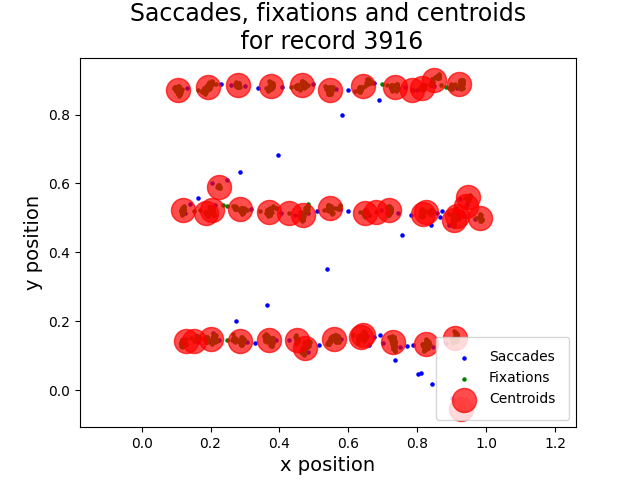 Saccades, fixations and centroids
for record 3916
y position
0.8
0.6
0.4
0.2
0.0
Saccades
Fixations
Centroids
0.0 0.2 0.4 0.6 0.8 1.0 1.2
x position